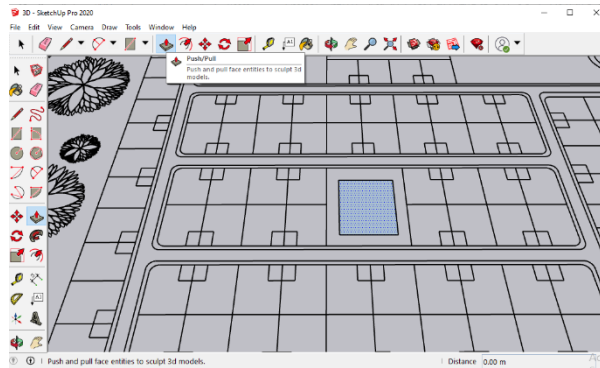 3D - SketchUp Pro 2020
File Edit View Camera Draw Tools Window Help
Push/Pull
Push and pull face entities to sculpt 3d
models.
Push and pull face entities to sculpt 3d models.
Distance 0.00 m